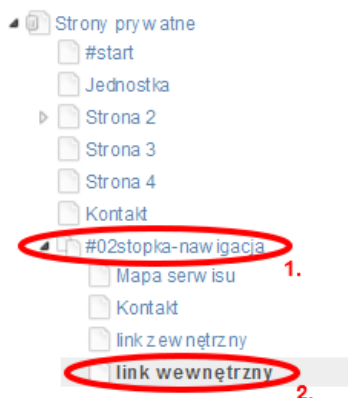 Strony prywatne
#start
Jednostka
Strona 2
Strona 3
Strona 4
Kontakt
#02stopka-nawigacja
1.
Mapa serwisu
Kontakt
link zewnętrzny
link wewnętrzny
2.